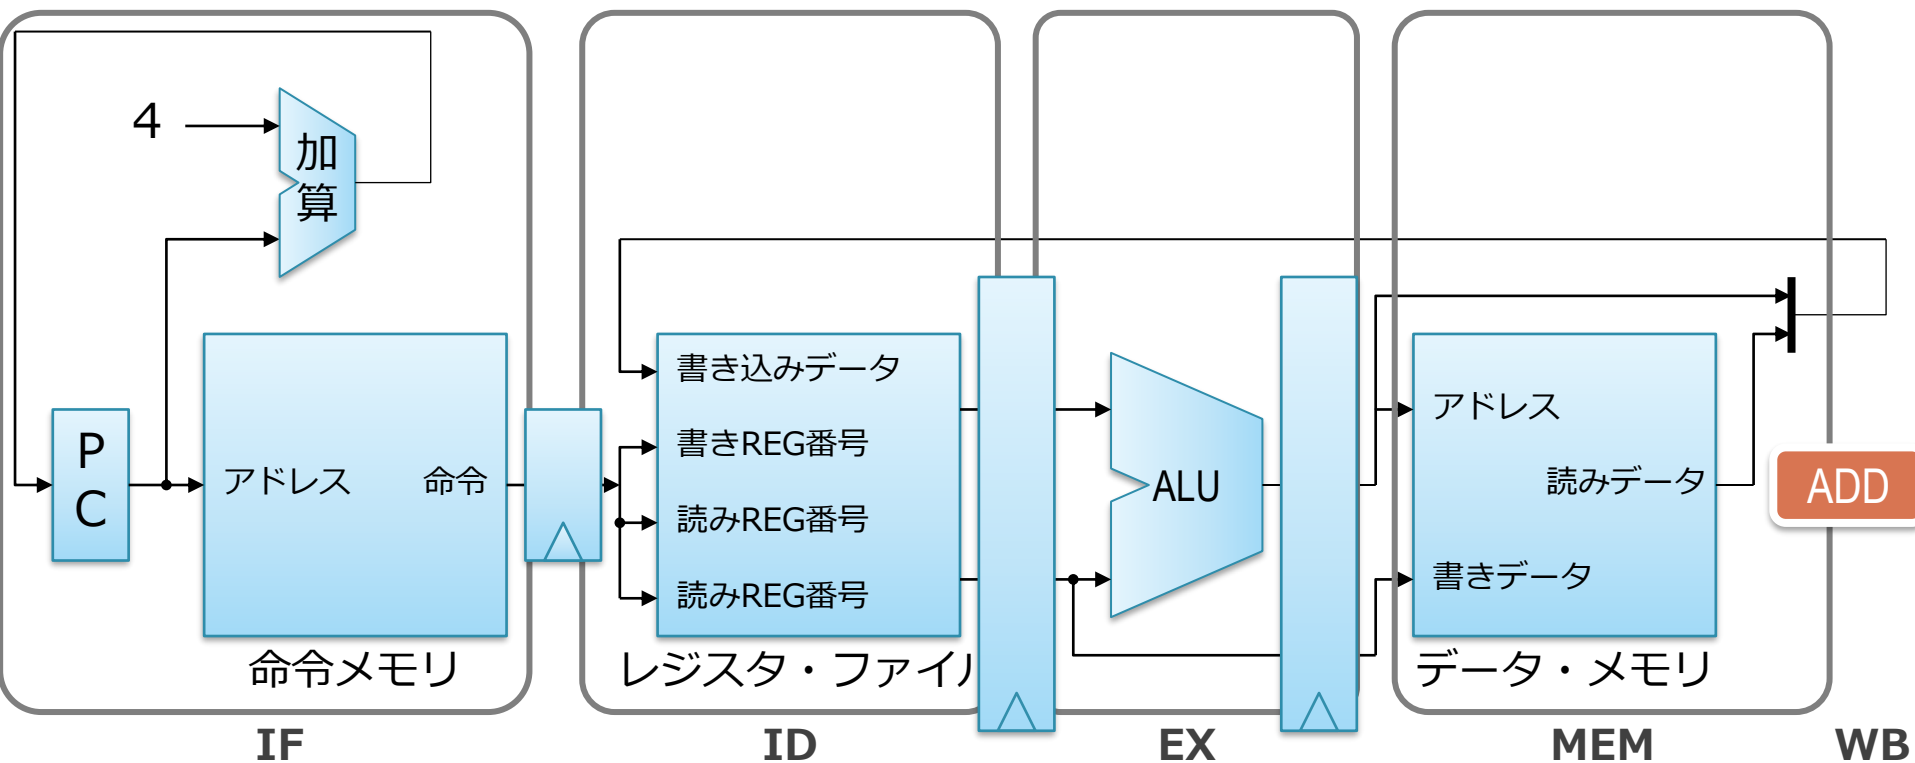 4
加
算
P
C
アドレス
命令
命令メモリ
書き込みデータ
書きREG番号
読みREG番号
読みREG番号
レジスタ・ファイル
ALU
アドレス
読みデータ
書きデータ
データ・メモリ
ADD
IF
ID
EX
MEM
WB